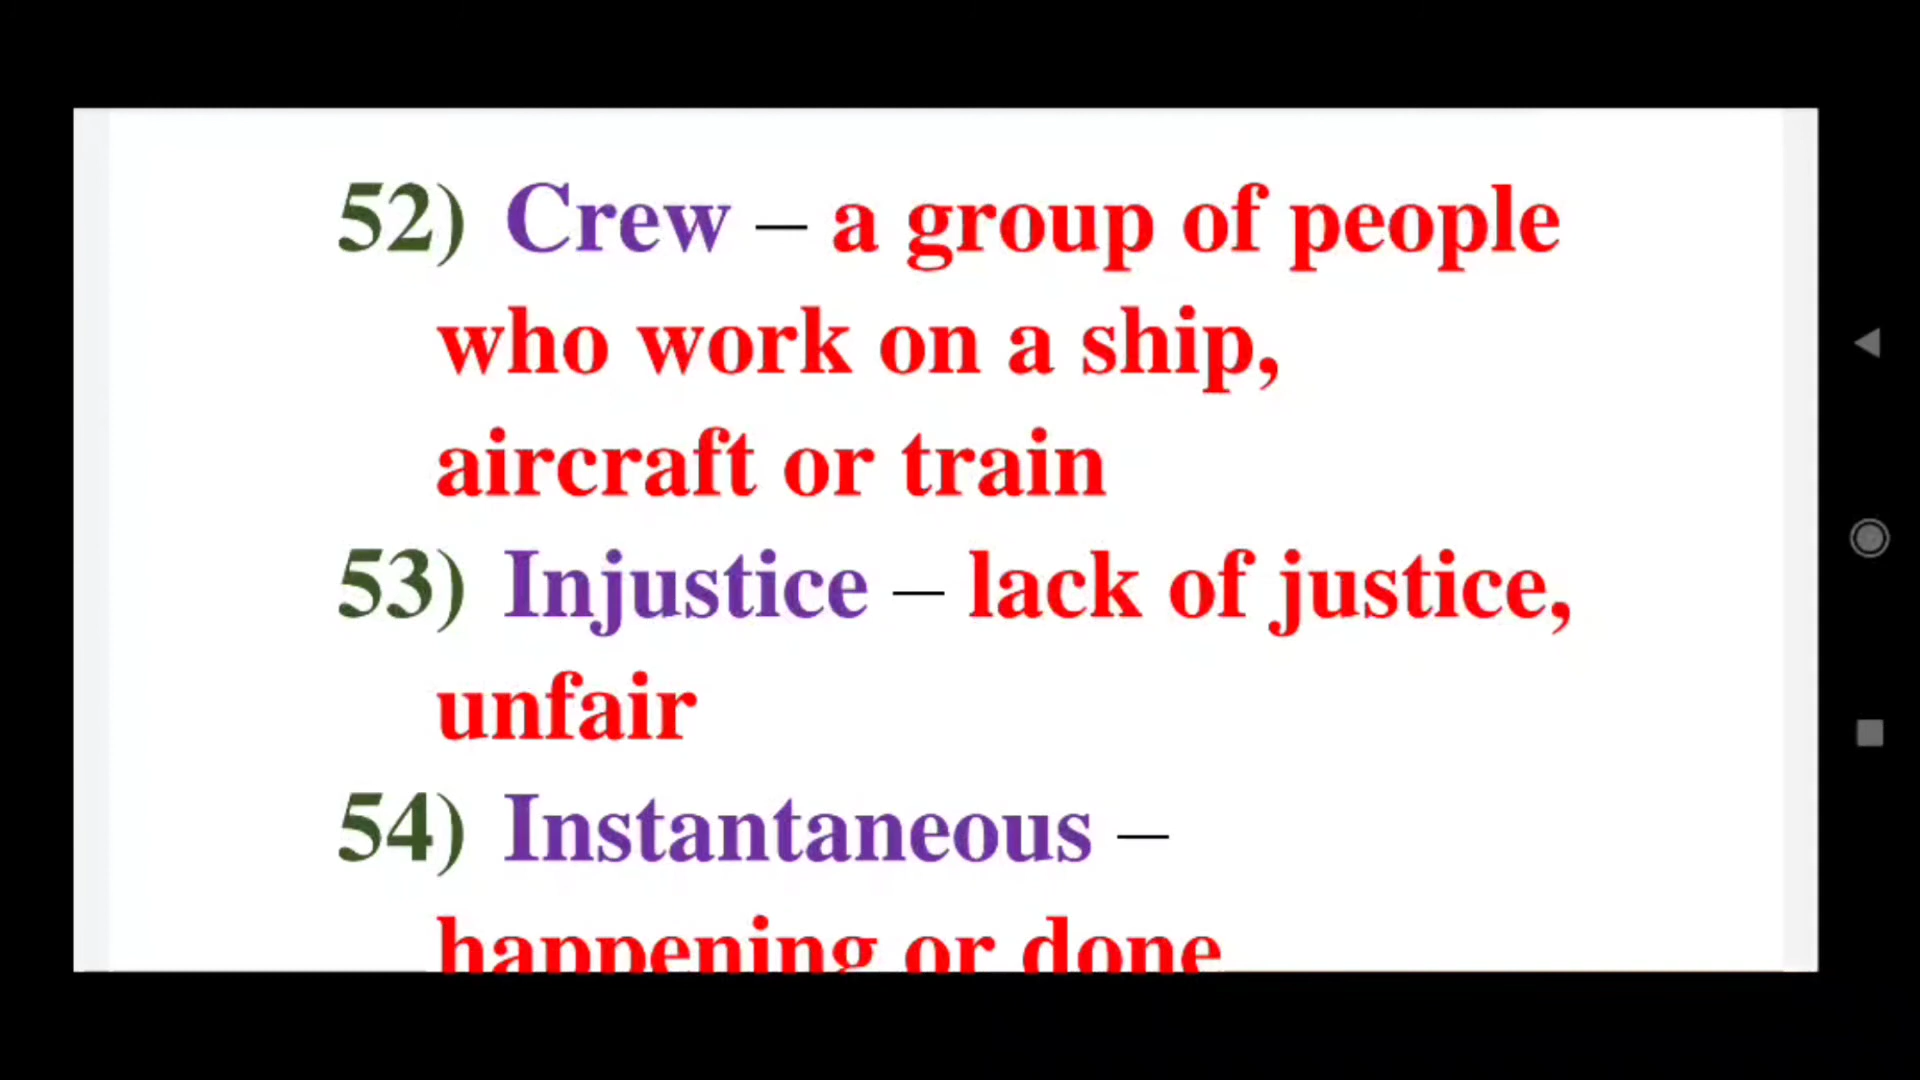 52) Crew – a group of people
who work on a ship,
aircraft or train
53) Injustice – lack of justice,
unfair
54) Instantaneous –
happening or done